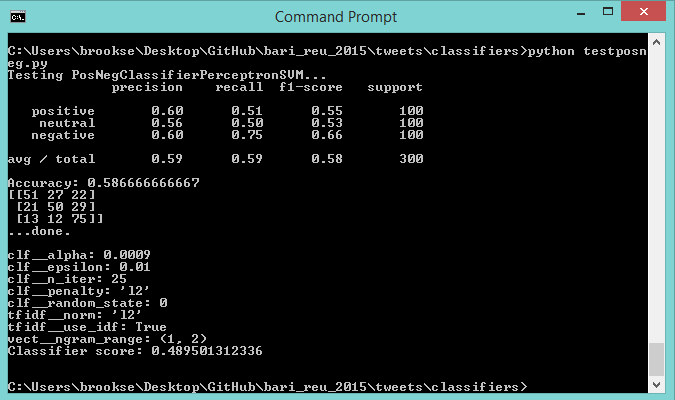 Command Prompt
C:\Users\brookse\Desktop\GitHub\bari_reu_2015\tweets\classifiers>python testposn
eg.py
Testing PosNegClassifierPerceptronSVM...
precision recall f1-score support
positive 0.60 0.51 0.55 100
neutral 0.56 0.50 0.53 100
negative 0.60 0.75 0.66 100
avg / total 0.59 0.59 0.58 300
Accuracy: 0.586666666667
[[51 27 22]
[21 50 29]
[13 12 75]]
...done.
clf__alpha: 0.0009
clf__epsilon: 0.01
clf__n_iter: 25
clf__penalty: 'l2'
clf__random_state: 0
tfidf__norm: 'l2'
tfidf__use_idf: True
vect__ngram_range: (1, 2)
Classifier score: 0.489501312336
C:\Users\brookse\Desktop\GitHub\bari_reu_2015\tweets\classifiers>